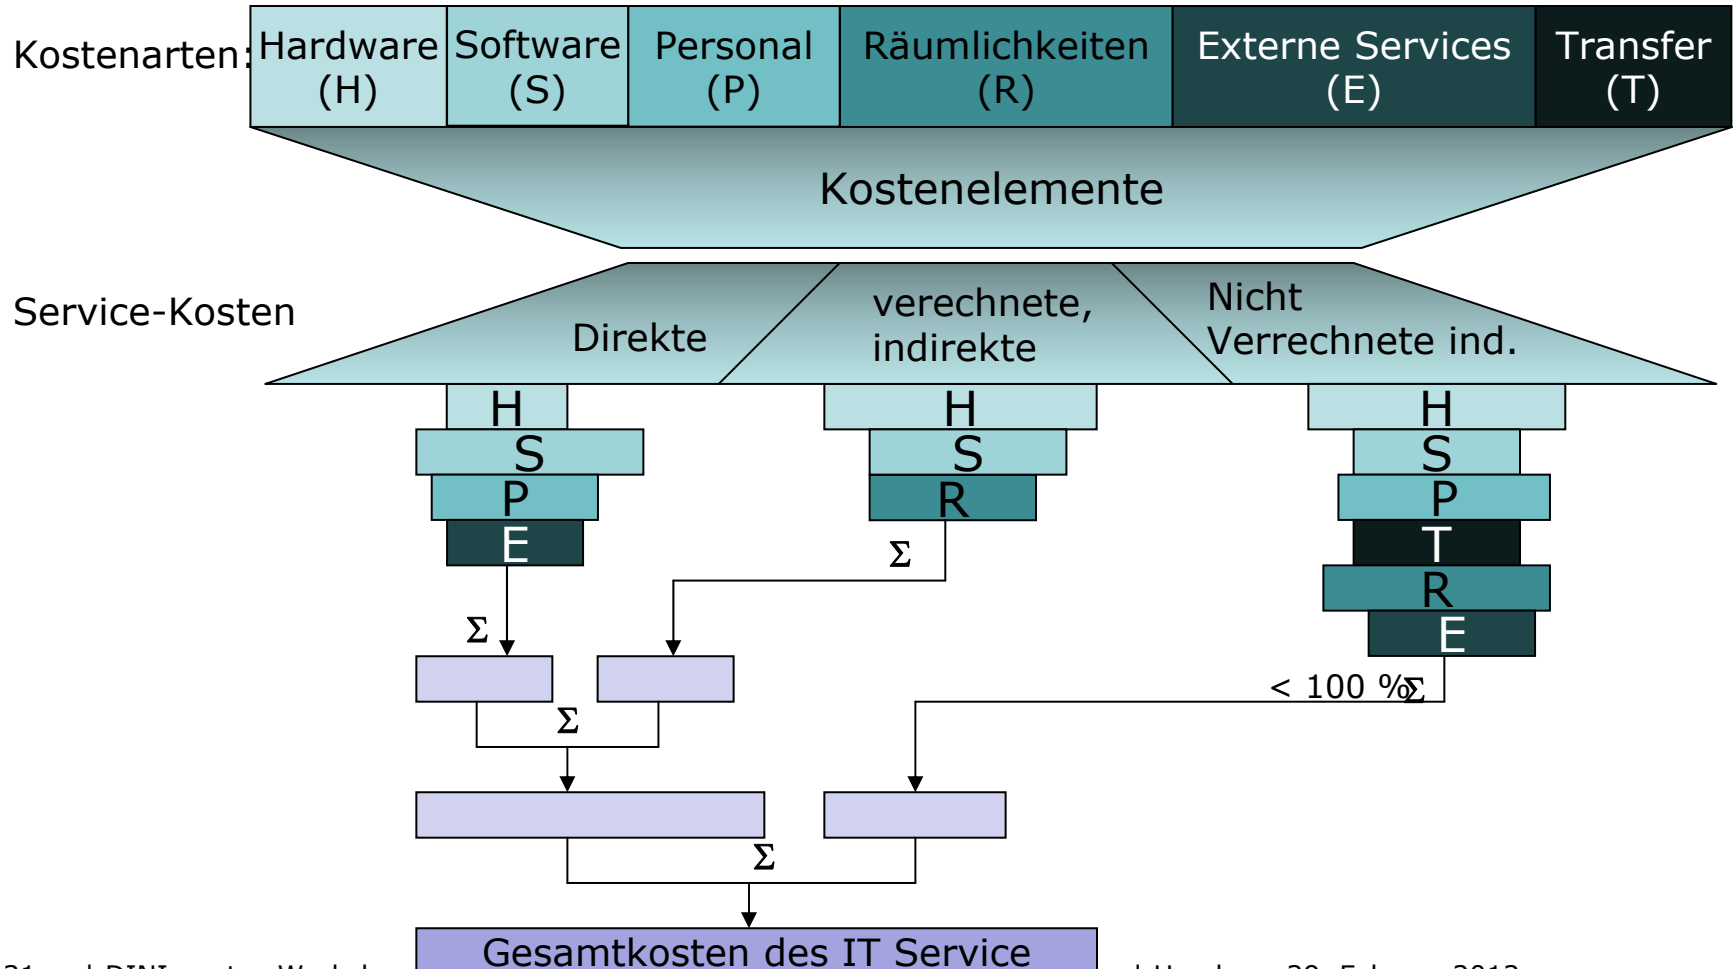 Kostenarten:
Hardware
(H)
Software
(S)
Personal
(P)
Räumlichkeiten
(R)
Externe Services
(E)
Transfer
(T)
Kostenelemente
Service-Kosten
Direkte
verechnete,
indirekte
Nicht
Verrechnete ind.
H
S
P
E
H
S
R
H
S
P
T
R
E
Σ
Σ
< 100 %
Σ
Σ
Σ
Gesamtkosten des IT Service